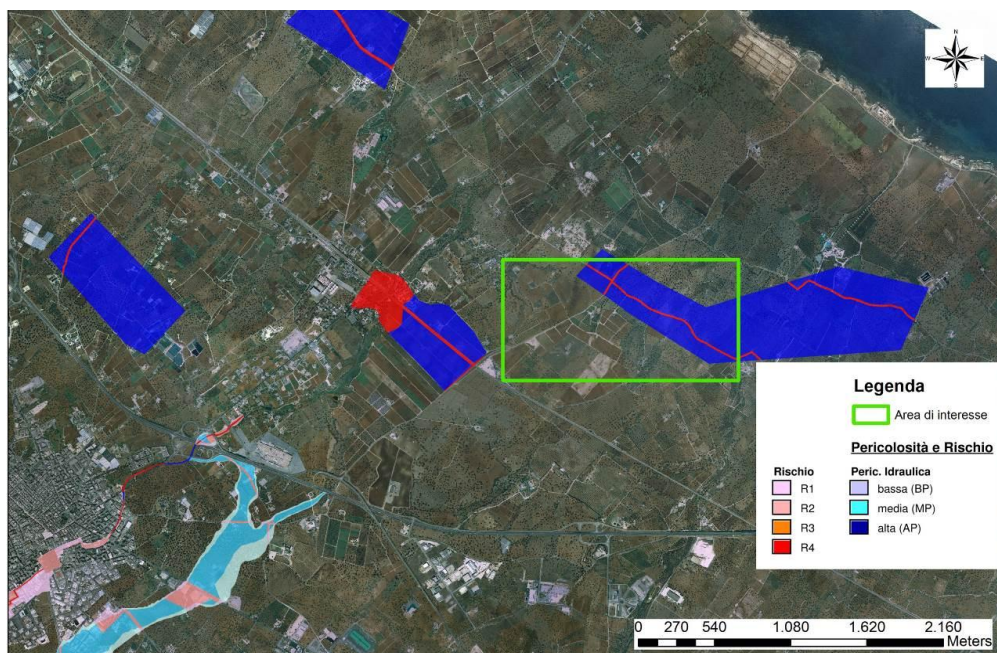 N
W E
S
Legenda
Area di interesse
Pericolosità e Rischio
Rischio Peric. Idraulica
R1 bassa (BP)
R2 media (MP)
R3 alta (AP)
R4
0 270 540 1.080 1.620 2.160
Meters